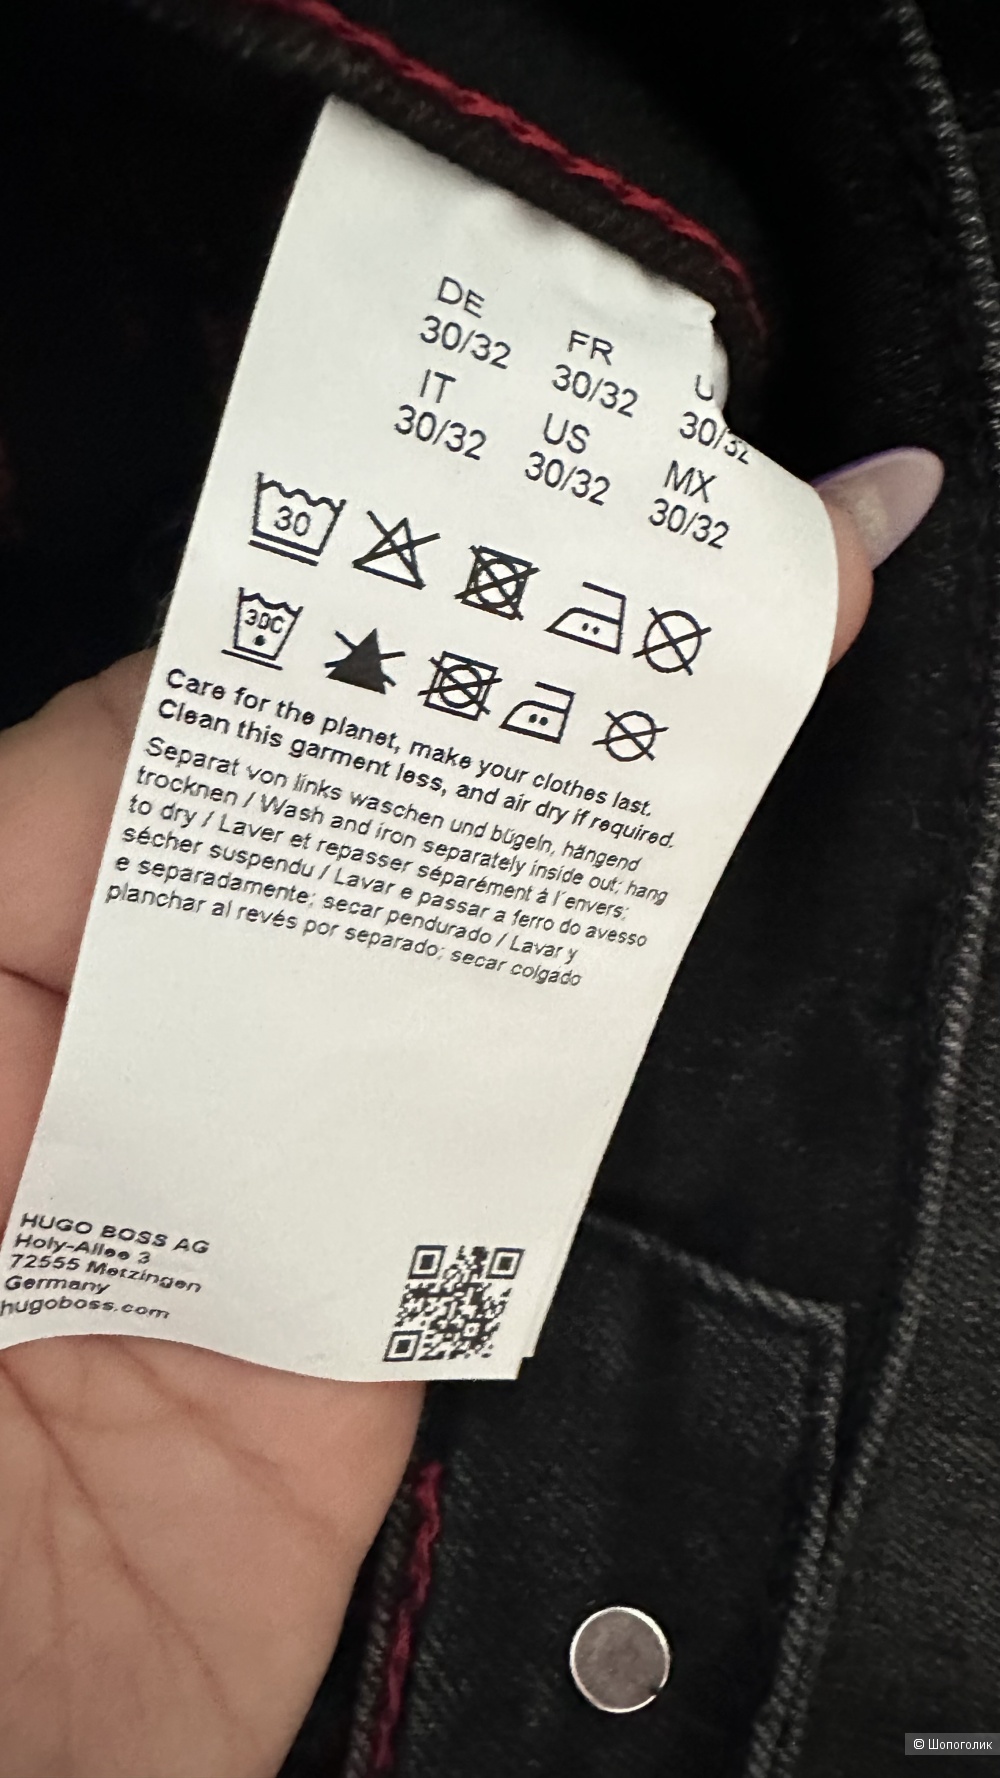 DE FR U
30/32 30/32 30/32
IT US MX
30/32 30/32 30/32
30
30C
Care for the planet, make your clothes last.
Clean this garment less, and air dry if required.
Separat von links waschen und bügeln, hängend
trocknen / Wash and iron separately inside out; hang
to dry / Laver et repasser séparément à l'envers;
sécher suspendu / Lavar e passar a ferro do avesso
e separadamente; secar pendurado / Lavar y
planchar al revés por separado; secar colgado
HUGO BOSS AG
Holy-Allee 3
72555 Metzingen
Germany
hugoboss.com
© Шопоголик